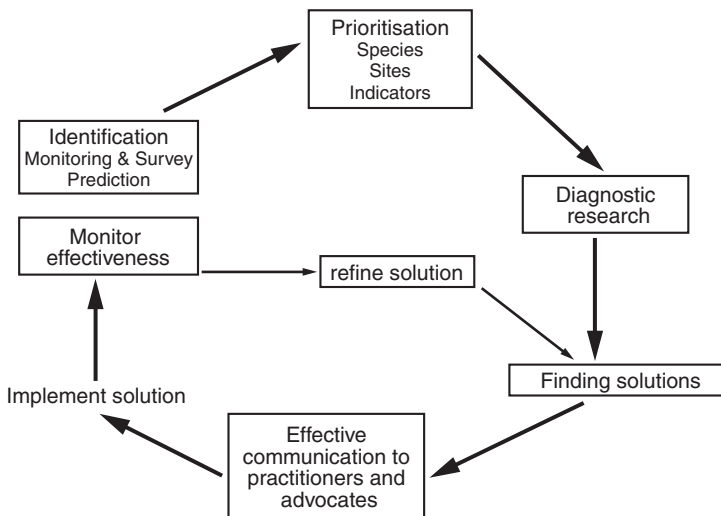 Prioritisation
Species
Sites
Indicators
Identification
Monitoring & Survey
Prediction
Diagnostic
research
Monitor
effectiveness
refine solution
Finding solutions
Implement solution
Effective
communication to
practitioners and
advocates